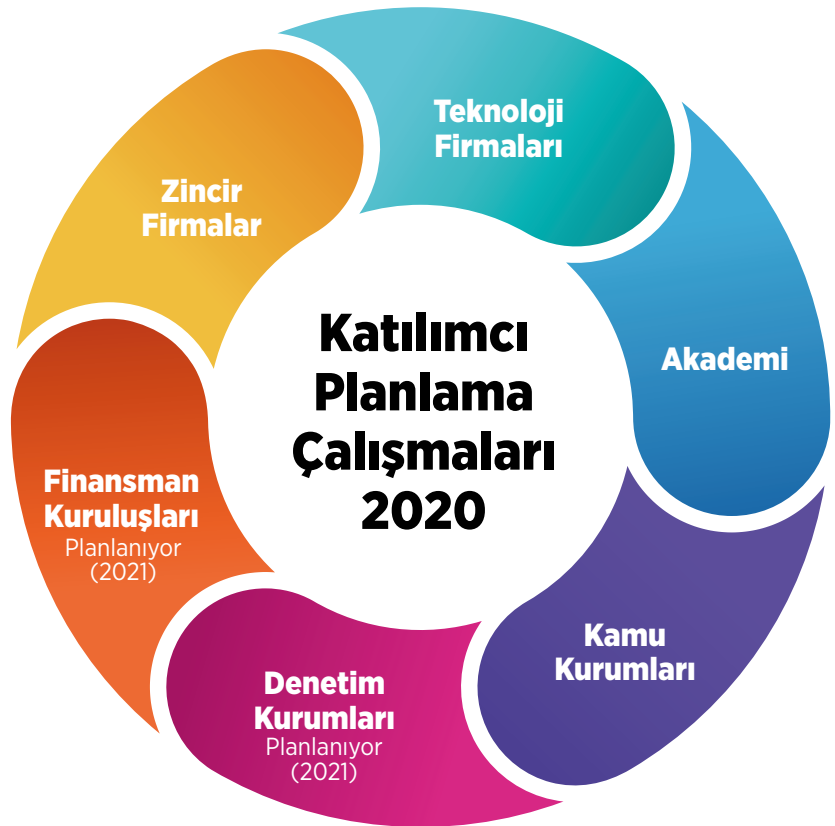 Katılımcı
Planlama
Çalışmaları
2020
Teknoloji
Firmaları
Akademi
Kamu
Kurumları
Denetim
Kurumları
Planlanıyor
(2021)
Finansman
Kuruluşları
Planlanıyor
(2021)
Zincir
Firmalar